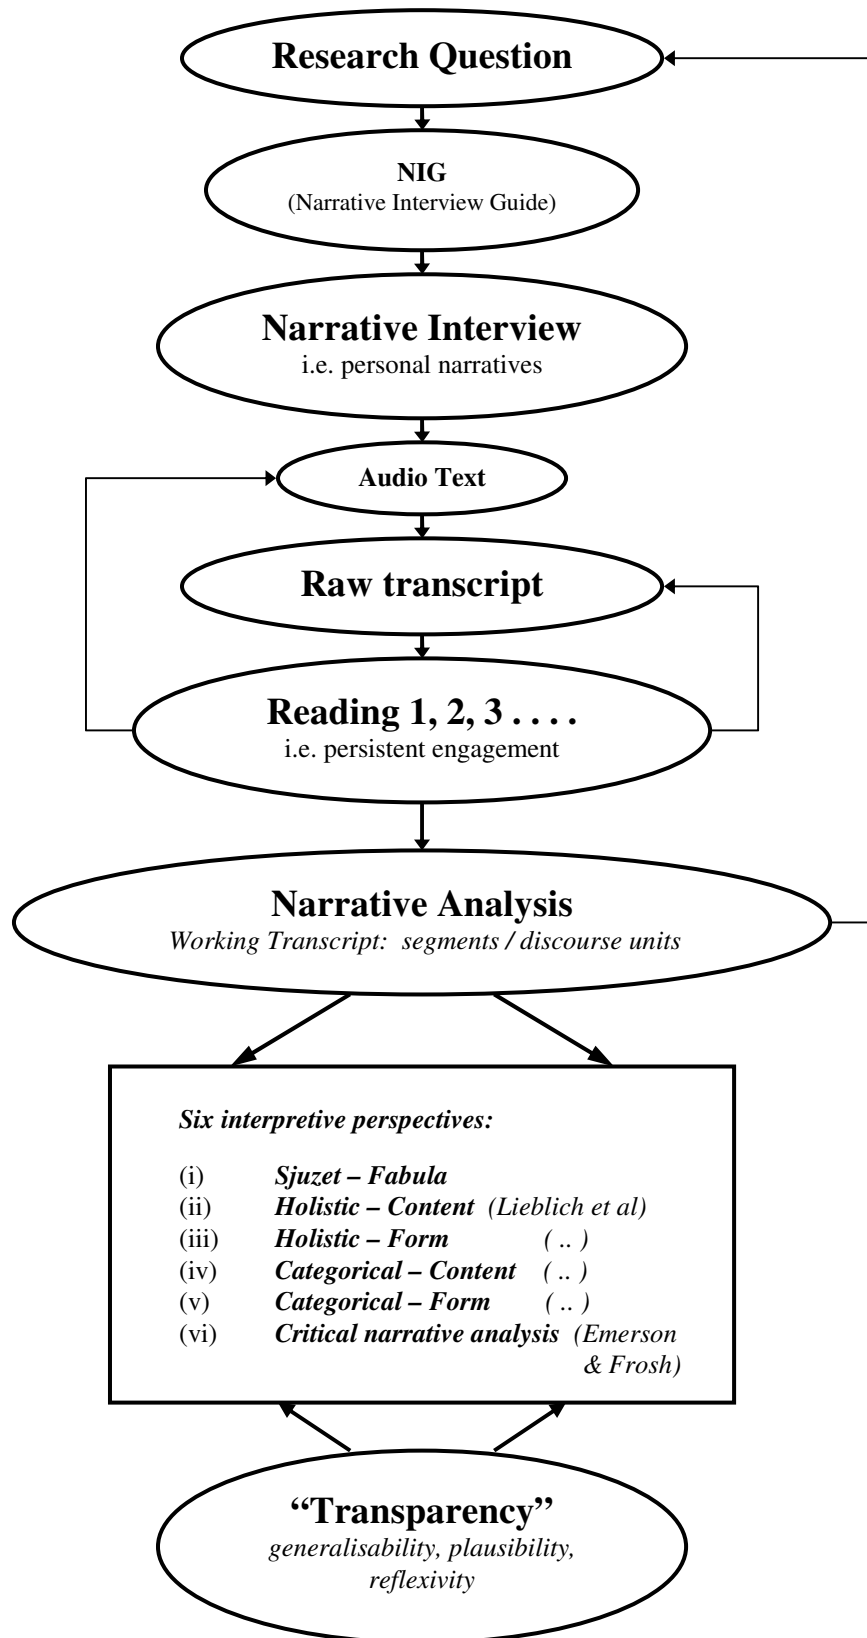 Research Question
NIG
(Narrative Interview Guide)
Narrative Interview
i.e. personal narratives
Audio Text
Raw transcript
Reading 1, 2, 3 . . . .
i.e. persistent engagement
Narrative Analysis
Working Transcript:  segments / discourse units
Six interpretive perspectives:
(i) Sjuzet – Fabula
(ii) Holistic – Content (Lieblich et al)
(iii) Holistic – Form ( .. )
(iv) Categorical – Content ( .. )
(v) Categorical – Form ( .. )
(vi) Critical narrative analysis (Emerson
& Frosh)
“Transparency”
generalisability, plausibility,
reflexivity